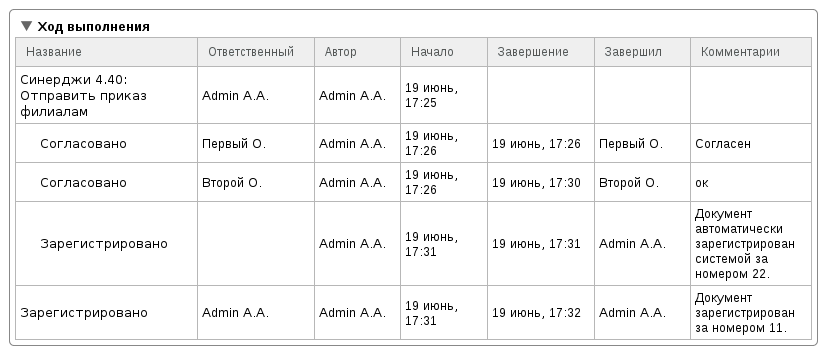 ▼ Ход выполнения
Название Ответственный Автор Начало Завершение Завершил Комментарии
Синерджи 4.40:
Отправить приказ
филиалам
Admin A.A. Admin A.A. 19 июнь,
17:25
Согласовано Первый О. Admin A.A. 19 июнь,
17:26
19 июнь, 17:26 Первый О. Согласен
Согласовано Второй О. Admin A.A. 19 июнь,
17:26
19 июнь, 17:30 Второй О. ок
Зарегистрировано Admin A.A. 19 июнь,
17:31
19 июнь, 17:31 Admin A.A. Документ
автоматически
зарегистрирован
системой за
номером 22.
Зарегистрировано Admin A.A. Admin A.A. 19 июнь,
17:31
19 июнь, 17:32 Admin A.A. Документ
зарегистрирован
за номером 11.